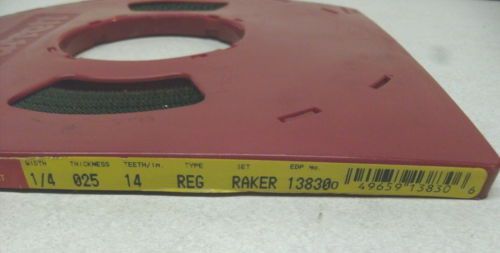 WIDTH THICKNESS TEETH/IN. TYPE SET EDP No.
1/4 025 14 REG RAKER 13830
49659 13830 6